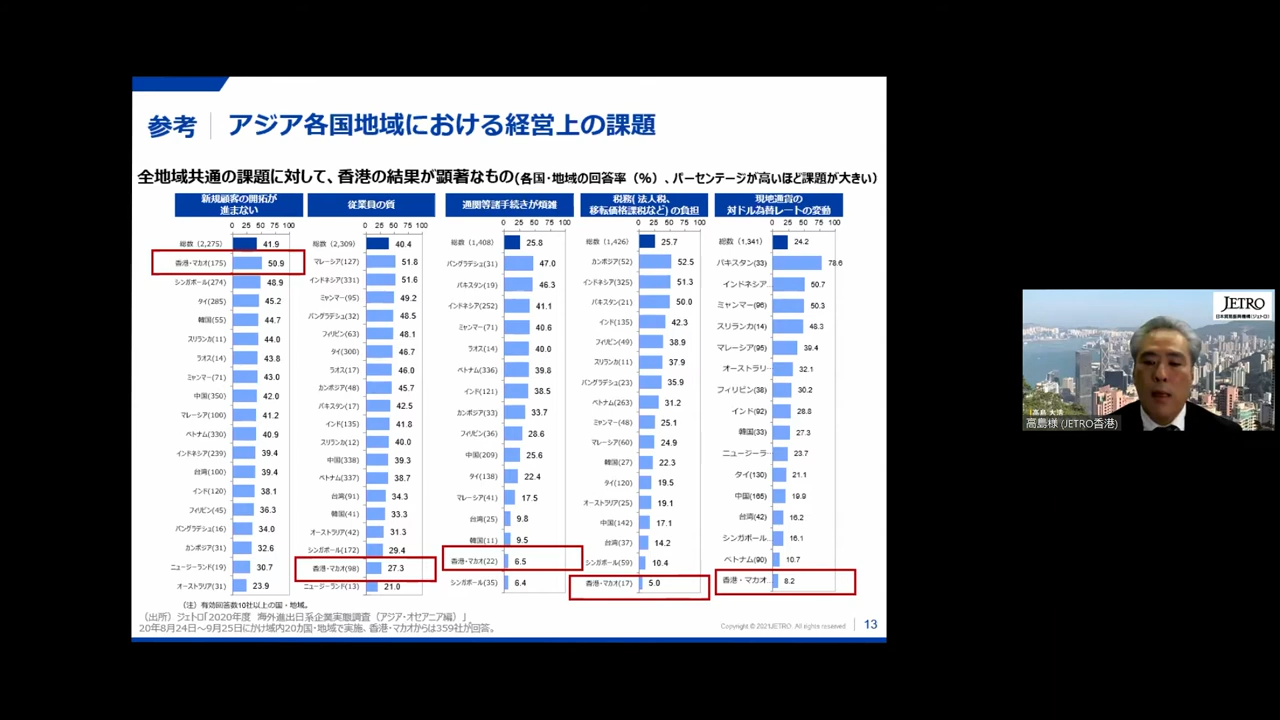 参考
アジア各国地域における経営上の課題
全地域共通の課題に対して、香港の結果が顕著なもの(各国・地域の回答率（%）、パーセンテージが高いほど課題が大きい)
新規顧客の開拓が
進まない
0 25 50 75 100
総数 (2,275) 41.9
香港・マカオ(175) 50.9
シンガポール(274) 48.9
タイ(285) 45.2
韓国(55) 44.7
スリランカ(11) 44.0
ラオス(14) 43.8
ミャンマー(71) 43.0
中国(350) 42.0
マレーシア(100) 41.2
ベトナム(330) 40.9
インドネシア(239) 39.4
台湾(100) 39.4
インド(120) 38.1
フィリピン(45) 36.3
バングラデシュ(16) 34.0
カンボジア(31) 32.6
ニュージーランド(19) 30.7
オーストラリア(31) 23.9
従業員の質
0 25 50 75 100
総数 (2,309) 40.4
マレーシア(127) 51.8
インドネシア(331) 51.6
ミャンマー(95) 49.2
バングラデシュ(32) 48.5
フィリピン(63) 48.1
タイ(300) 46.7
ラオス(17) 46.0
カンボジア(48) 45.7
パキスタン(17) 42.5
インド(135) 41.8
スリランカ(12) 40.0
中国(338) 39.3
ベトナム(337) 38.7
台湾(91) 34.3
韓国(41) 33.3
オーストラリア(42) 31.3
シンガポール(172) 29.4
香港・マカオ(98) 27.3
ニュージーランド(13) 21.0
通関等諸手続きが煩雑
0 25 50 75 100
総数 (1,408) 25.8
バングラデシュ(31) 47.0
パキスタン(19) 46.3
インドネシア(252) 41.1
ミャンマー(71) 40.6
ラオス(14) 40.0
ベトナム(336) 39.8
インド(121) 38.5
カンボジア(33) 33.7
フィリピン(36) 28.6
中国(209) 25.6
タイ(138) 22.4
マレーシア(41) 17.5
台湾(25) 9.8
韓国(11) 9.5
香港・マカオ(22) 6.5
シンガポール(35) 6.4
税務( 法人税、
移転価格課税など) の負担
0 25 50 75 100
総数 (1,426) 25.7
カンボジア(52) 52.5
インドネシア(325) 51.3
パキスタン(21) 50.0
インド(135) 42.3
フィリピン(49) 38.9
スリランカ(11) 37.9
バングラデシュ(23) 35.9
ベトナム(263) 31.2
ミャンマー(48) 25.1
マレーシア(60) 24.9
韓国(27) 22.3
タイ(120) 19.5
オーストラリア(25) 19.1
中国(142) 17.1
台湾(37) 14.2
シンガポール(59) 10.4
香港・マカオ(17) 5.0
現地通貨の
対ドル為替レートの変動
0 25 50 75 100
総数 (1,341) 24.2
パキスタン(33) 78.6
インドネシア 50.7
ミャンマー(96) 50.3
スリランカ(14) 48.3
マレーシア(95) 39.4
オーストラリ 32.1
フィリピン(38) 30.2
インド(92) 28.8
韓国(33) 27.3
ニュージーラ 23.7
タイ(130) 21.1
中国(165) 19.9
台湾(42) 16.2
シンガポール 16.1
ベトナム(90) 10.7
香港・マカオ 8.2
（注）有効回答数10社以上の国・地域。
（出所）ジェトロ「2020年度 海外進出日系企業実態調査（アジア・オセアニア編）」。
20年8月24日～9月25日にかけ域内20カ国・地域で実施、香港・マカオからは359社が回答。
Copyright © 2021JETRO. All rights reserved
13
JETRO
日本貿易振興機構(ジェトロ)
高島様 (JETRO香港)